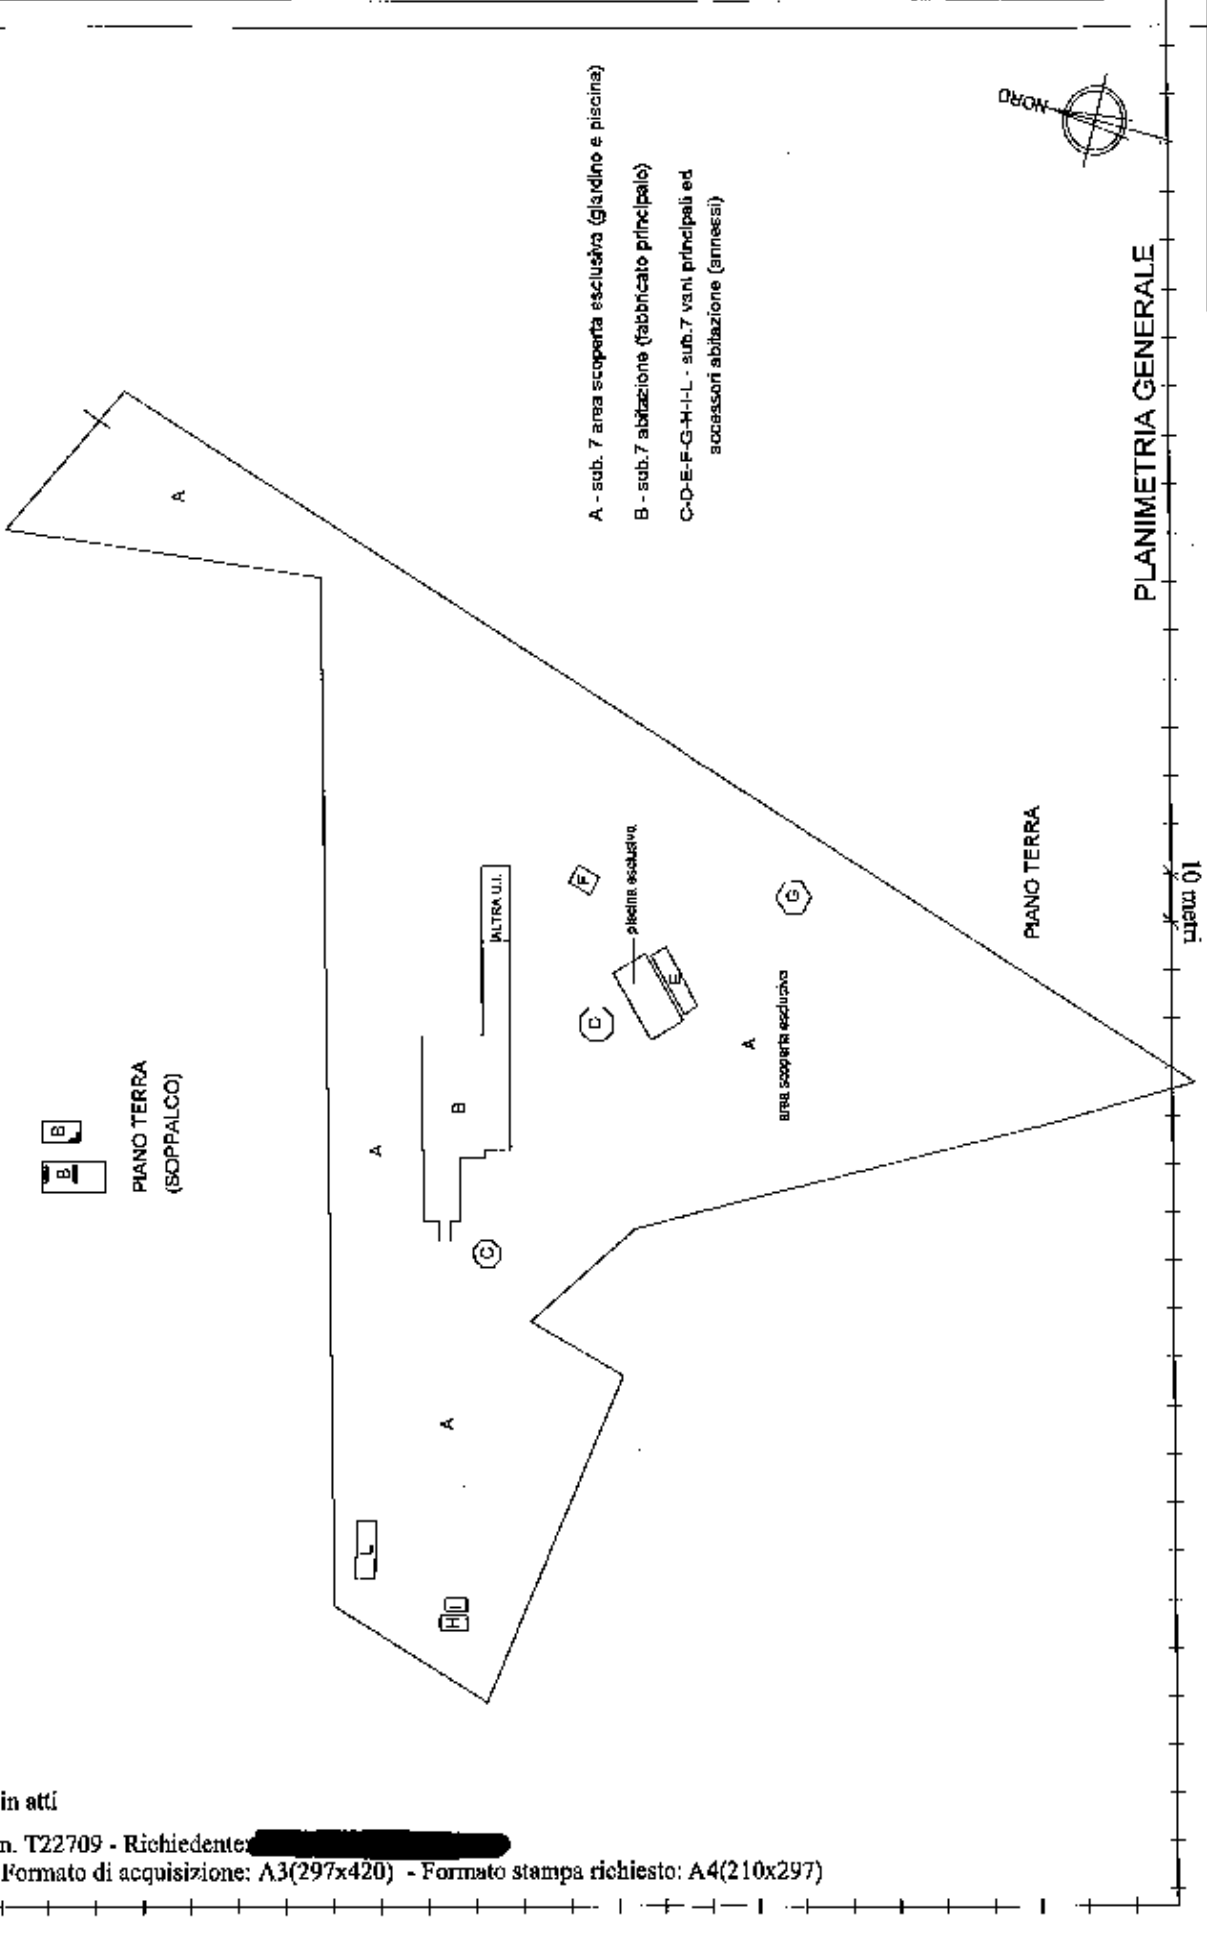 NORD
A - sub. 7 area scoperta esclusiva (giardino e piscina)
B - sub.7 abitazione (fabbricato principale)
C-D-E-F-G-H-I-L - sub.7 vani principali ed
accessori abitazione (annessi)
PLANIMETRIA GENERALE
A
B
B
PIANO TERRA
(SOPPALCO)
A
B
ALTRA U.I.
F
piscina esclusiva
E
D
G
A
area scoperta esclusiva
PIANO TERRA
10 metri
C
A
L
H
I
in atti
n. T22709 - Richiedente:
Formato di acquisizione: A3(297x420) - Formato stampa richiesto: A4(210x297)